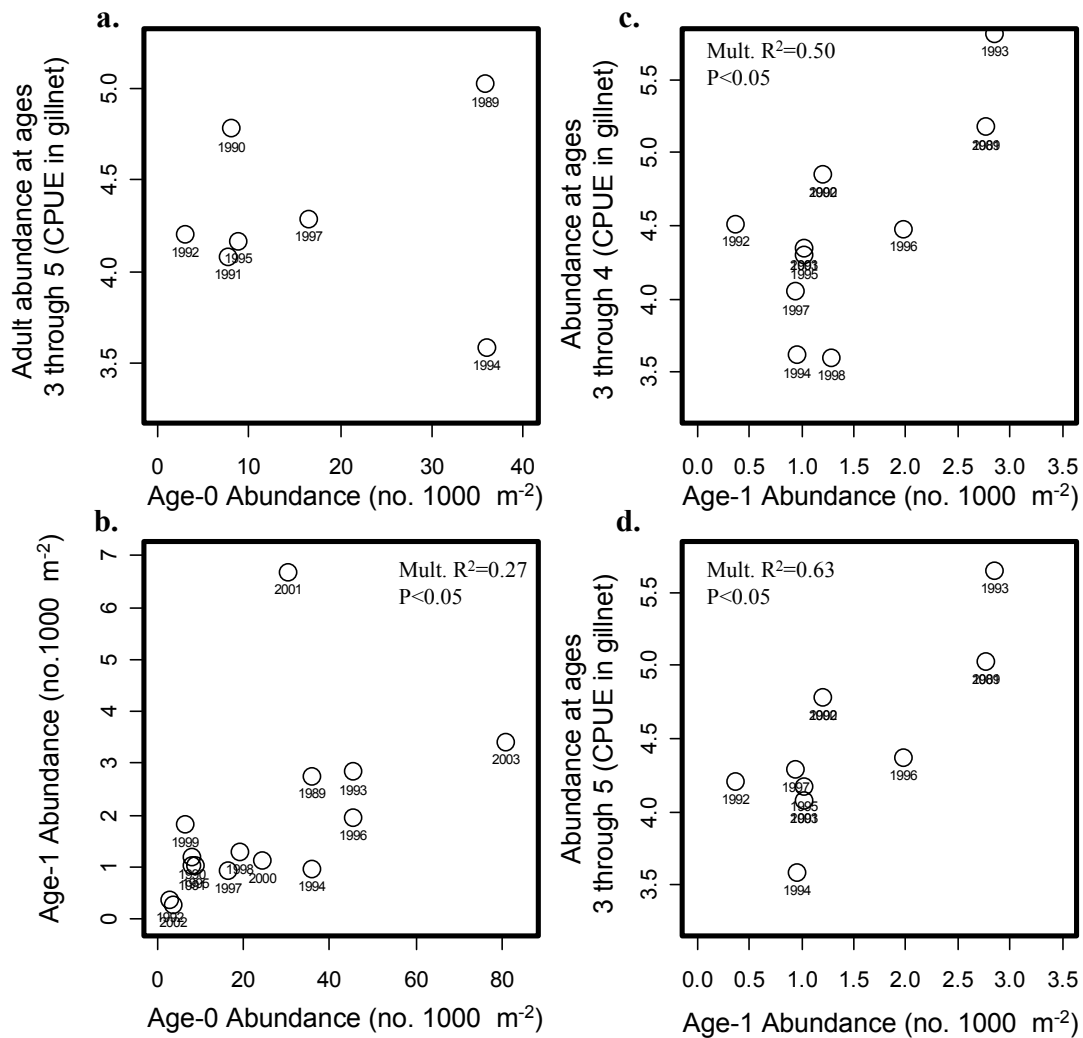 a.
Adult abundance at ages
3 through 5 (CPUE in gillnet)
5.0
4.5
4.0
3.5
1989
1990
1997
1992
1995
1991
1994
0 10 20 30 40
Age-0 Abundance (no. 1000 m-2)
b.
Age-1 Abundance (no.1000 m-2)
7
6
5
4
3
2
1
0
Mult. R2=0.27
P<0.05
2001
2003
1989
1993
1996
1999
1998
2000
1994
1997
1995
2002
0 20 40 60 80
Age-0 Abundance (no. 1000 m-2)
c.
Abundance at ages
3 through 4 (CPUE in gillnet)
5.5
5.0
4.5
4.0
3.5
Mult. R2=0.50
P<0.05
1993
1992
1996
1995
1997
1994
1998
0.0 0.5 1.0 1.5 2.0 2.5 3.0 3.5
Age-1 Abundance (no. 1000 m-2)
d.
Abundance at ages
3 through 5 (CPUE in gillnet)
5.5
5.0
4.5
4.0
3.5
Mult. R2=0.63
P<0.05
1993
1996
1992
1997
1995
1994
0.0 0.5 1.0 1.5 2.0 2.5 3.0 3.5
Age-1 Abundance (no. 1000 m-2)